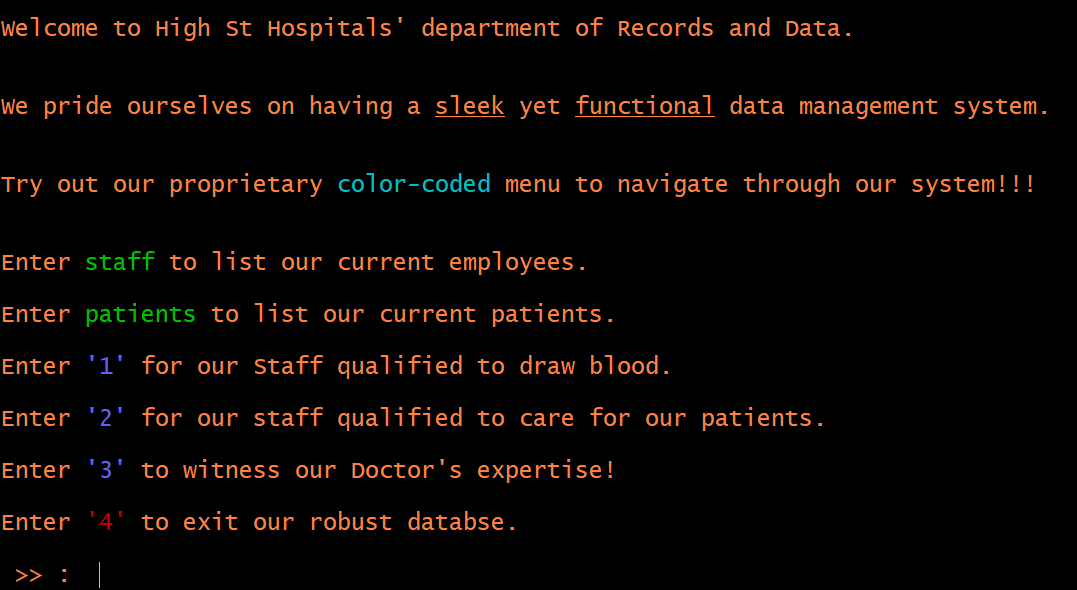 Welcome to High St Hospitals' department of Records and Data.
We pride ourselves on having a sleek yet functional data management system.
Try out our proprietary color-coded menu to navigate through our system!!!
Enter staff to list our current employees.
Enter patients to list our current patients.
Enter '1' for our Staff qualified to draw blood.
Enter '2' for our staff qualified to care for our patients.
Enter '3' to witness our Doctor's expertise!
Enter '4' to exit our robust databse.
>> :